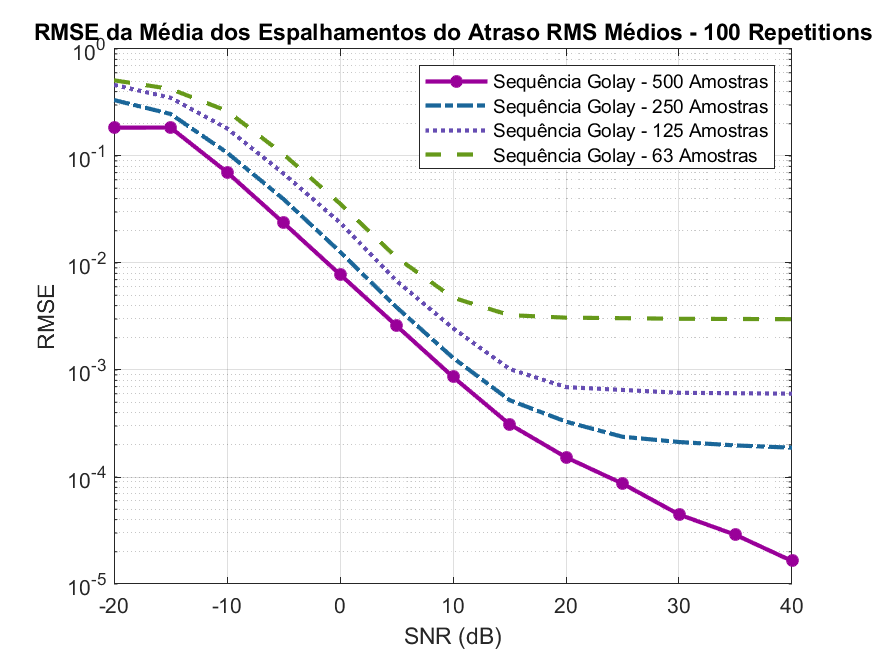 RMSE da Média dos Espalhamentos do Atraso RMS Médios - 100 Repetitions
10^0
Sequência Golay - 500 Amostras
Sequência Golay - 250 Amostras
Sequência Golay - 125 Amostras
Sequência Golay - 63 Amostras
10^-1
10^-2
RMSE
10^-3
10^-4
10^-5
-20 -10 0 10 20 30 40
SNR (dB)